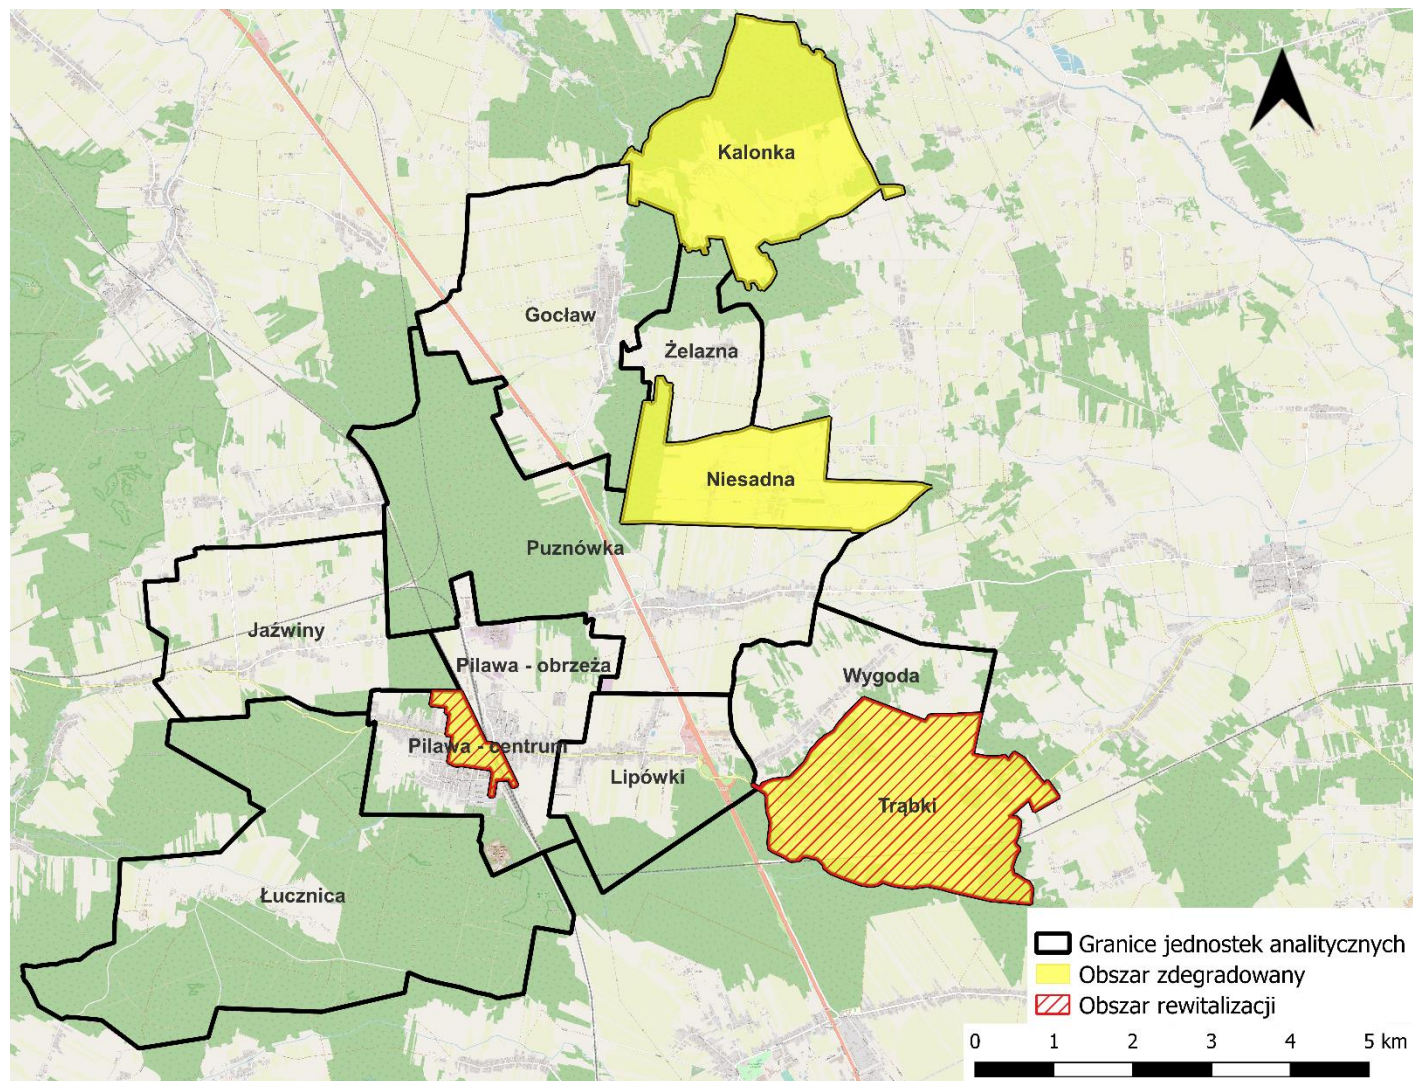 Kalonka
Gocław
Żelazna
Niesadna
Puznówka
Jaźwiny
Pilawa - obrzeża
Wygoda
Pilawa - centrum
Lipówki
Trąbki
Łucznica
Granice jednostek analitycznych
Obszar zdegradowany
Obszar rewitalizacji
0 1 2 3 4 5 km